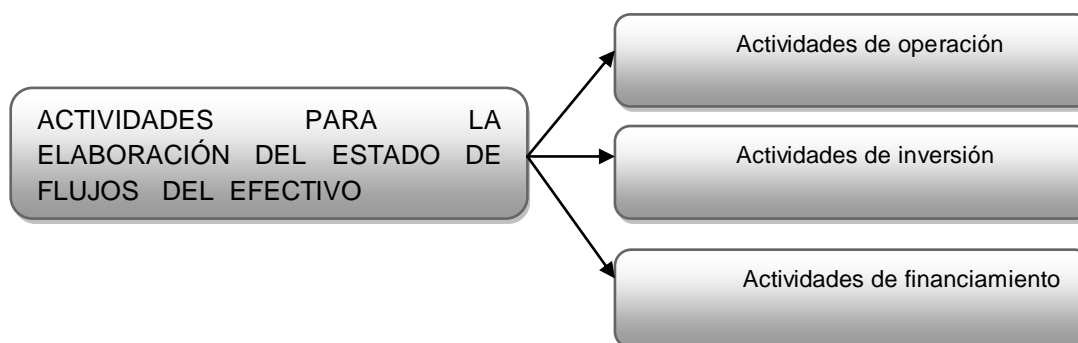 ACTIVIDADES PARA LA
ELABORACIÓN DEL ESTADO DE
FLUJOS DEL EFECTIVO
Actividades de operación
Actividades de inversión
Actividades de financiamiento